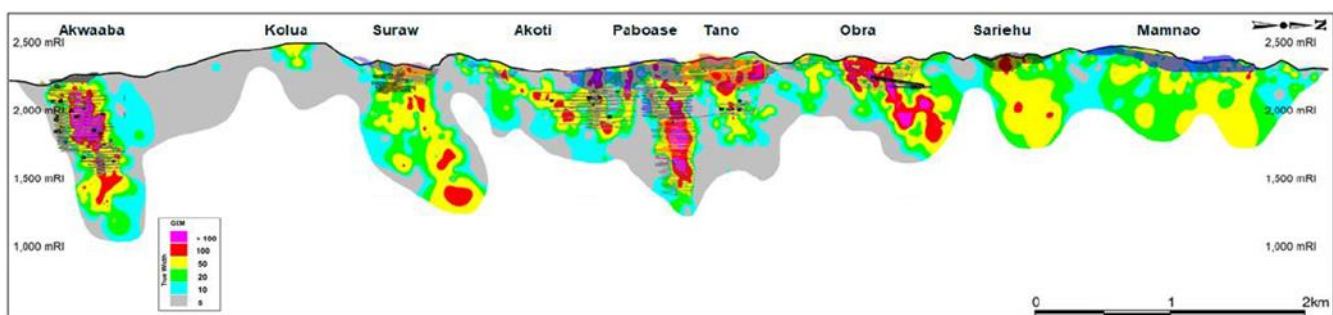 Akwaaba Kolua Suraw Akoti Paboase Tano Obra Sariehu Mamnao
N
2,500 mRl 2,500 mRl
2,000 mRl 2,000 mRl
1,500 mRl 1,500 mRl
1,000 mRl 1,000 mRl
GXM
True Width
> 100
100
50
20
10
0 1 2km